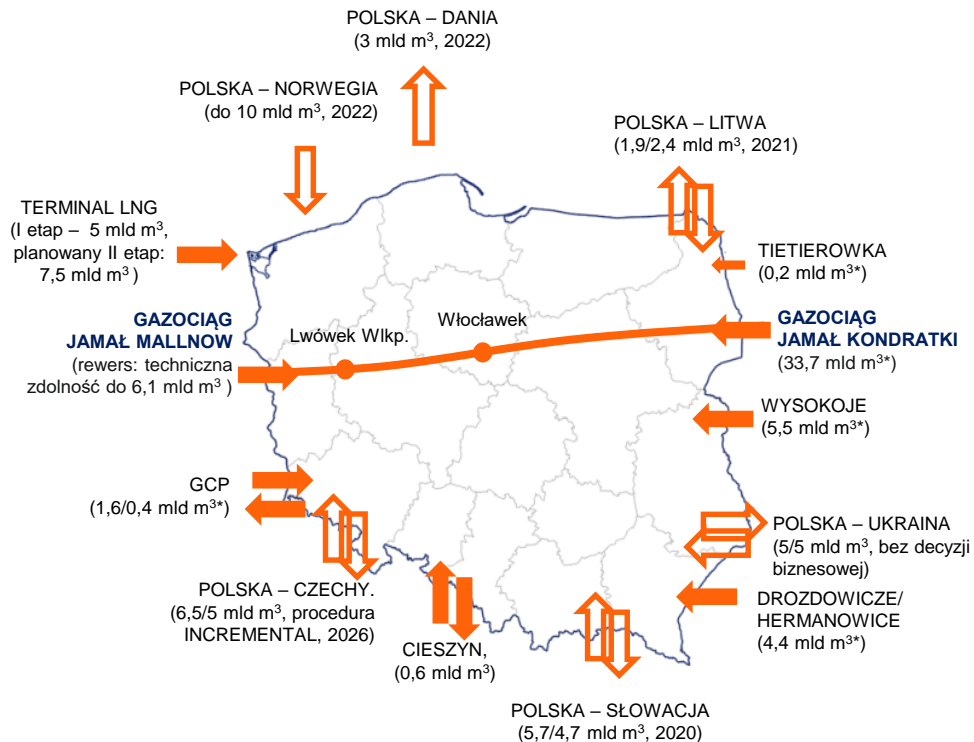 POLSKA – DANIA
(3 mld m³, 2022)
POLSKA – NORWEGIA
(do 10 mld m³, 2022)
POLSKA – LITWA
(1,9/2,4 mld m³, 2021)
TERMINAL LNG
(I etap – 5 mld m³,
planowany II etap:
7,5 mld m³ )
TIETIEROWKA
(0,2 mld m³*)
GAZOCIĄG
JAMAŁ MALLNOW
(rewers: techniczna
zdolność do 6,1 mld m³ )
Lwówek Wlkp.
Włocławek
GAZOCIĄG
JAMAŁ KONDRATKI
(33,7 mld m³*)
WYSOKOJE
(5,5 mld m³*)
GCP
(1,6/0,4 mld m³*)
POLSKA – UKRAINA
(5/5 mld m³, bez decyzji
biznesowej)
POLSKA – CZECHY.
(6,5/5 mld m³, procedura
INCREMENTAL, 2026)
DROZDOWICZE/
HERMANOWICE
(4,4 mld m³*)
CIESZYN,
(0,6 mld m³)
POLSKA – SŁOWACJA
(5,7/4,7 mld m³, 2020)